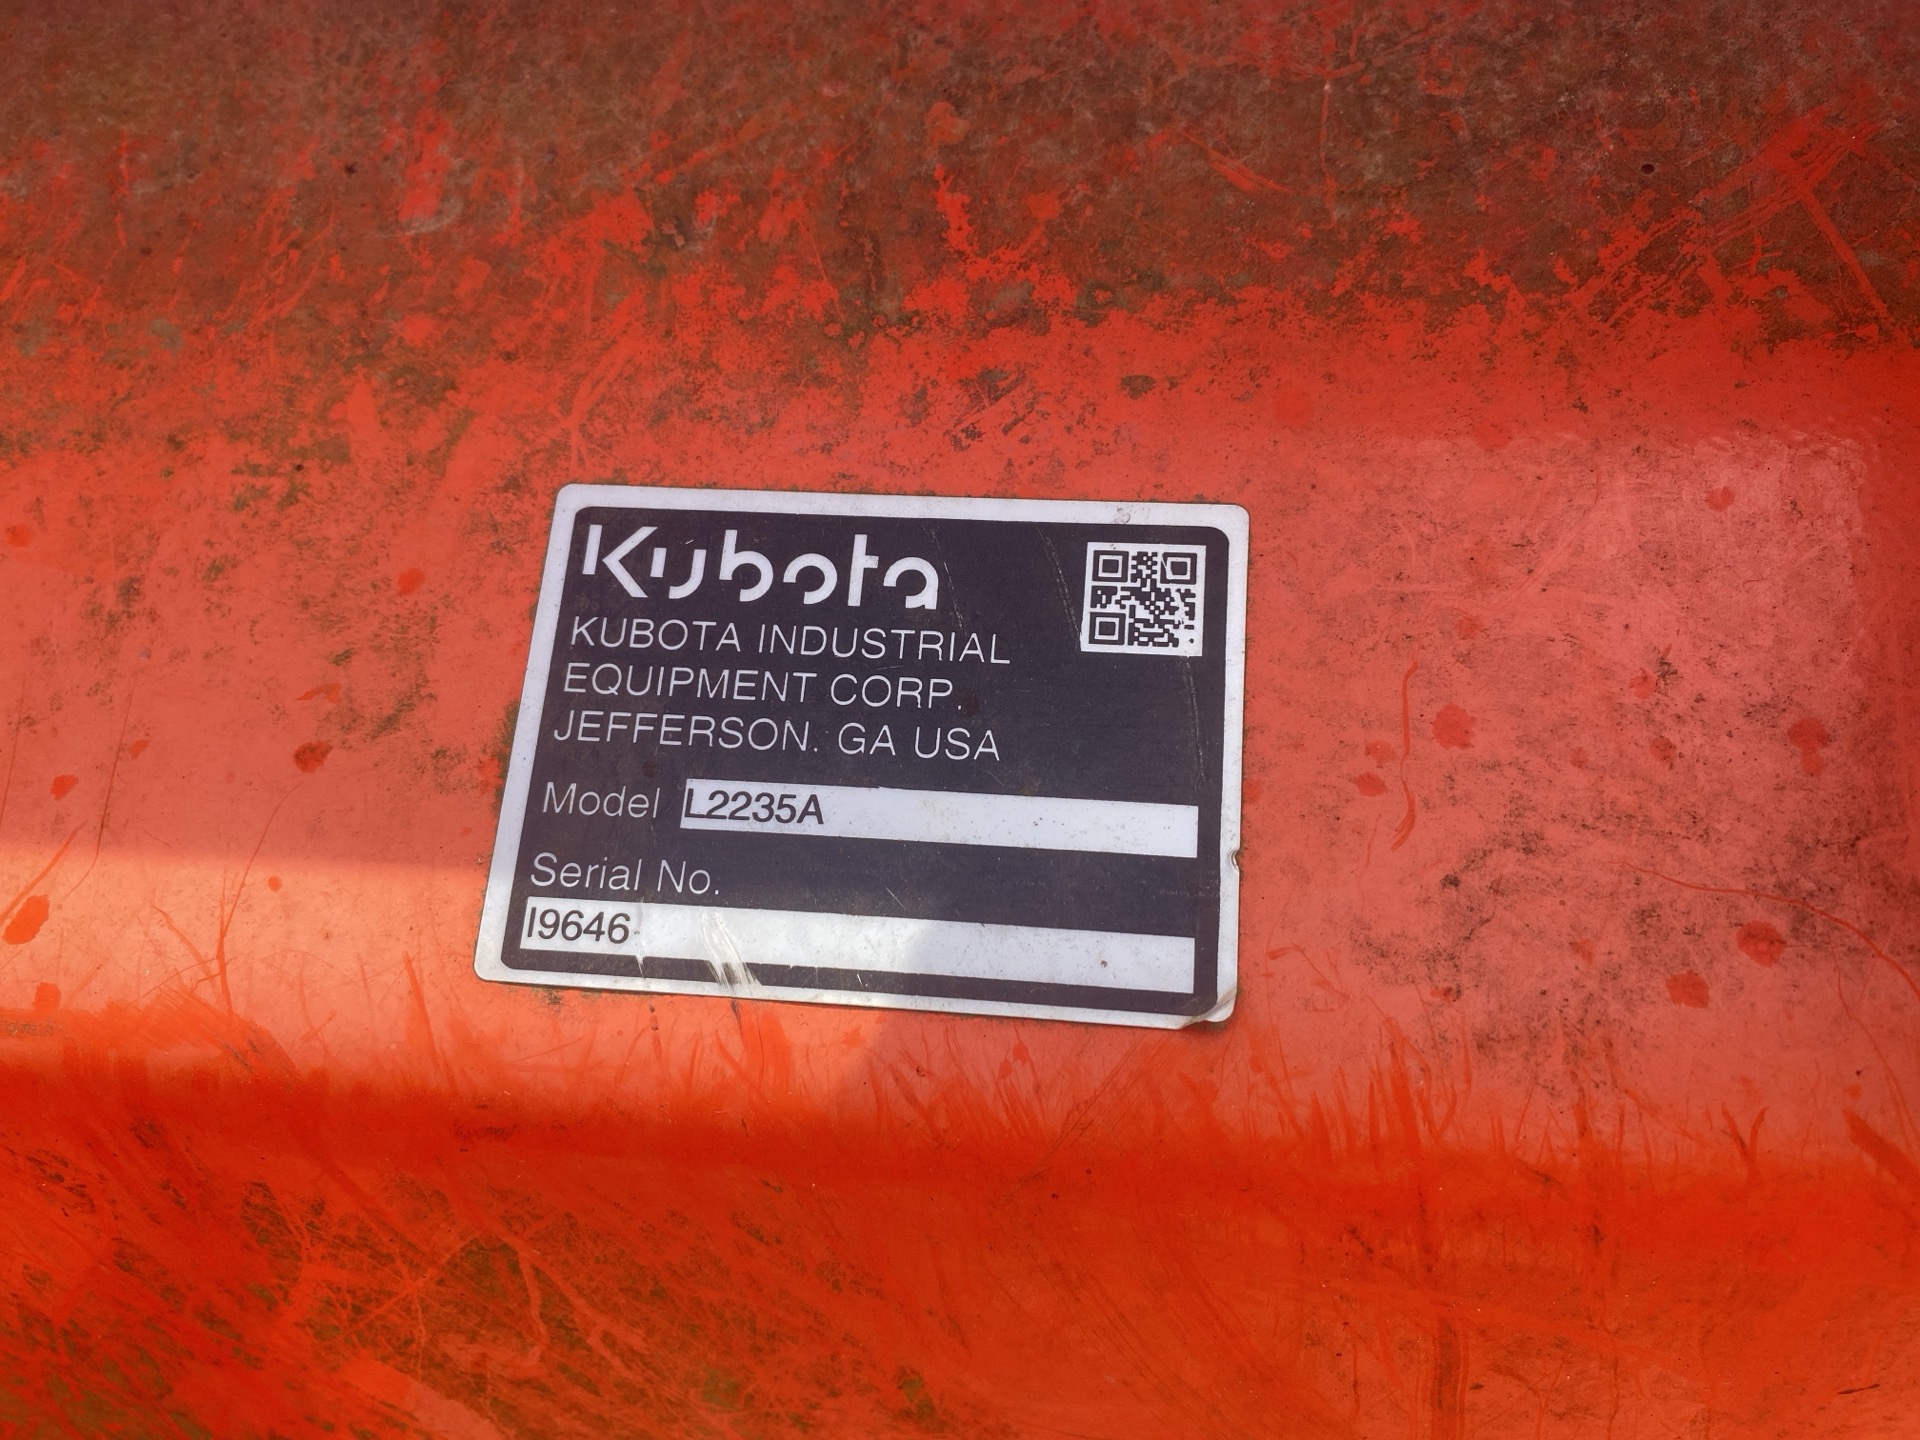 Kubota
KUBOTA INDUSTRIAL
EQUIPMENT CORP.
JEFFERSON. GA USA
Model L2235A
Serial No.
I9646